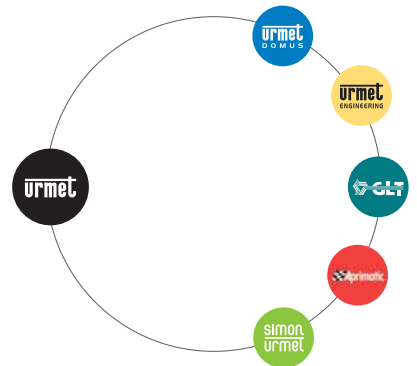 urmet
DOMUS
urmet
ENGINEERING
urmet
GLT
Aprimatic
simon
urmet